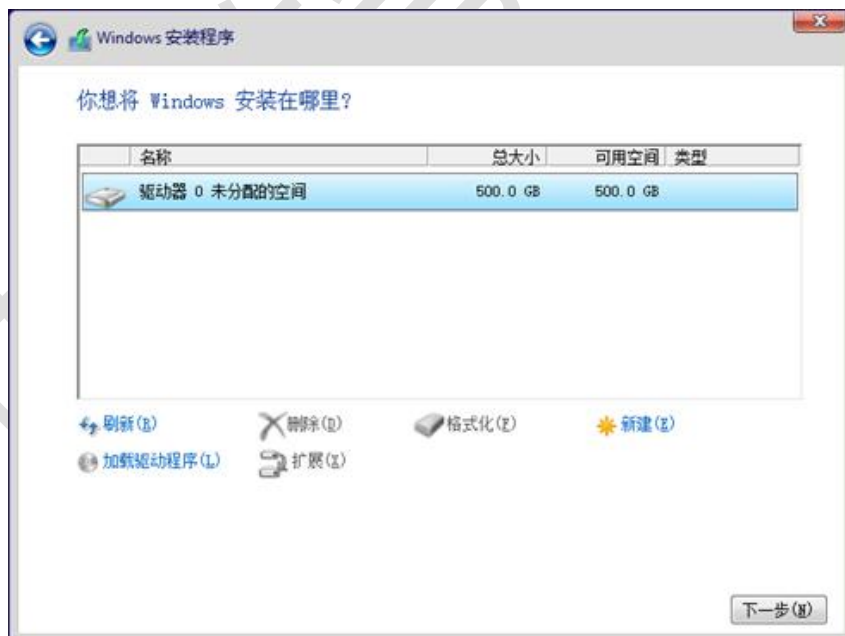 Windows 安装程序
你想将 Windows 安装在哪里?
名称 总大小 可用空间 类型
驱动器 0 未分配的空间 500.0 GB 500.0 GB
刷新(R) 删除(D) 格式化(F) 新建(E)
加载驱动程序(L) 扩展(X)
下一步(N)